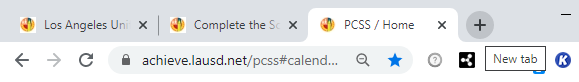 Los Angeles Uni
Complete the Sc
PCSS / Home
achieve.lausd.net/pcss#calend...
New tab